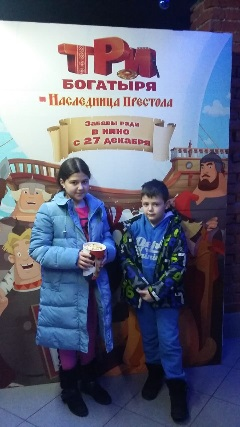 ТРИ
БОГАТЫРЯ
и НАСЛЕДНИЦА ПРЕСТОЛА
Забавы ради
в кино
с 27 декабря